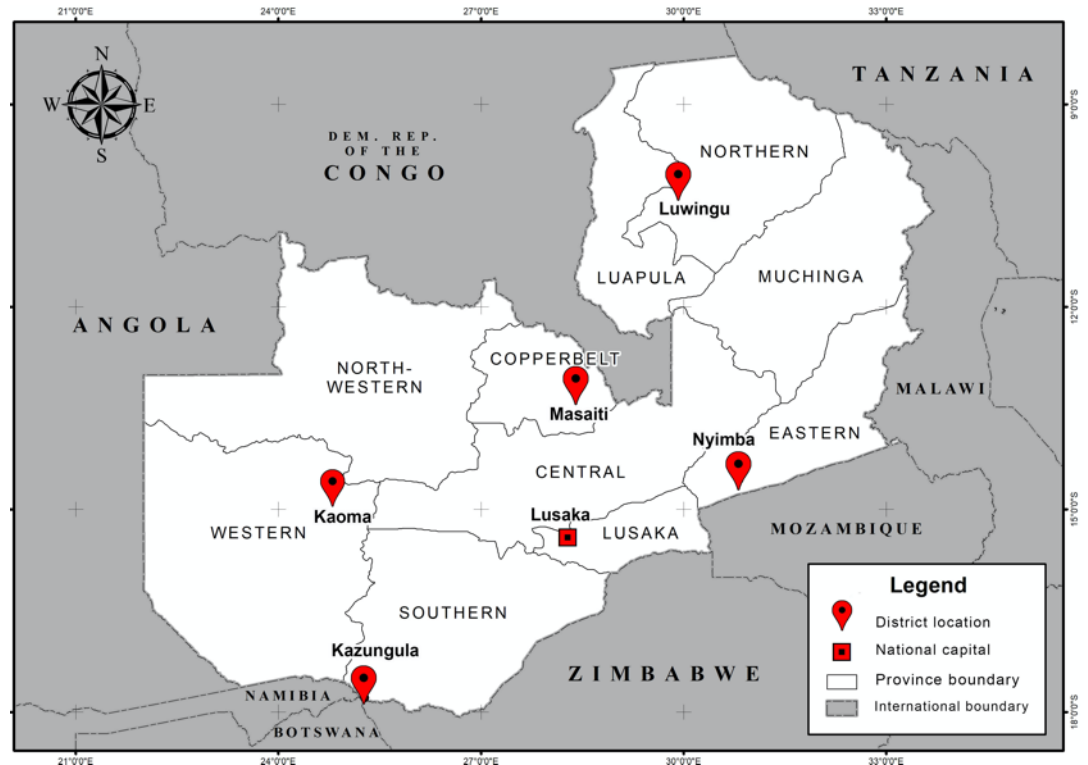 21°0'0"E
24°0'0"E
27°0'0"E
30°0'0"E
33°0'0"E
N
W
E
S
TANZANIA
9°0'0"S
DEM. REP.
OF THE
CONGO
NORTHERN
Luwingu
LUAPULA
MUCHINGA
12°0'0"S
12
ANGOLA
NORTH-
WESTERN
COPPERBELT
Masaiti
MALAWI
Nyimba
EASTERN
CENTRAL
Kaoma
WESTERN
Lusaka
LUSAKA
15°0'0"S
MOZAMBIQUE
SOUTHERN
Kazungula
ZIMBABWE
NAMIBIA
BOTSWANA
18°0'0"S
Legend
District location
National capital
Province boundary
International boundary
21°0'0"E
24°0'0"E
27°0'0"E
30°0'0"E
33°0'0"E